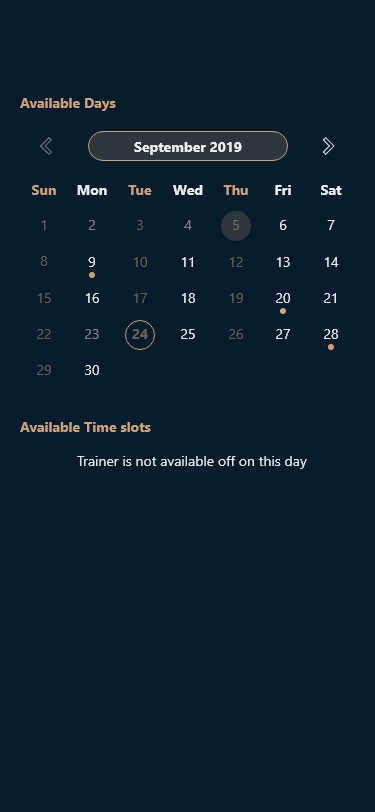 Available Days
September 2019
Sun Mon Tue Wed Thu Fri Sat
1 2 3 4 5 6 7
8 9 10 11 12 13 14
15 16 17 18 19 20 21
22 23 24 25 26 27 28
29 30
Available Time slots
Trainer is not available off on this day